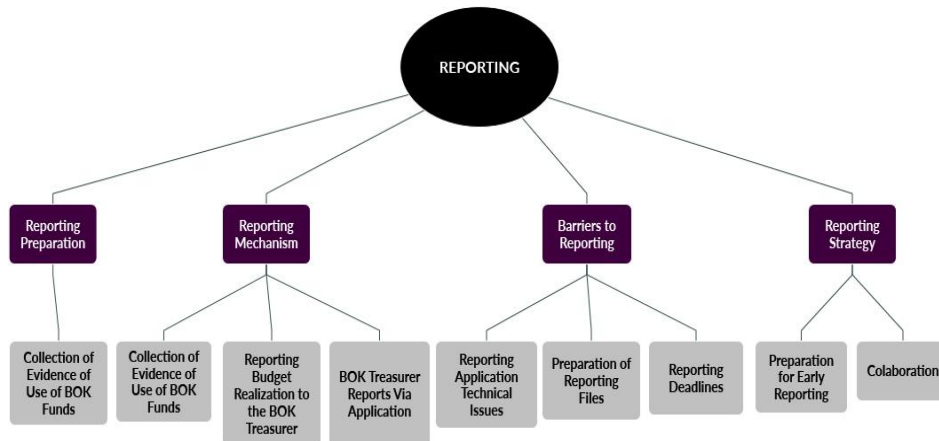 REPORTING
Reporting
Preparation
Reporting
Mechanism
Barriers to
Reporting
Reporting
Strategy
Collection of
Evidence of
Use of BOK
Funds
Collection of
Evidence of
Use of BOK
Funds
Reporting
Budget
Realization to
the BOK
Treasurer
BOK Treasurer
Reports Via
Application
Reporting
Application
Technical
Issues
Preparation of
Reporting
Files
Reporting
Deadlines
Preparation
for Early
Reporting
Colaboration